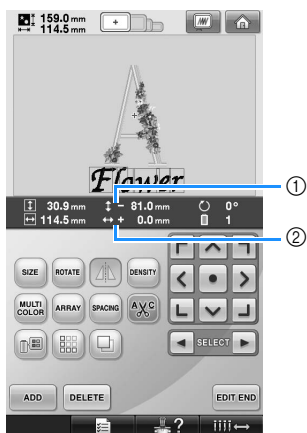 159.0 mm
114.5 mm
A
Flower
30.9 mm - 81.0 mm 0°
114.5 mm + 0.0 mm 1
①
②
SIZE ROTATE DENSITY
MULTI COLOR ARRAY SPACING AVC
SELECT
ADD DELETE EDIT END
?